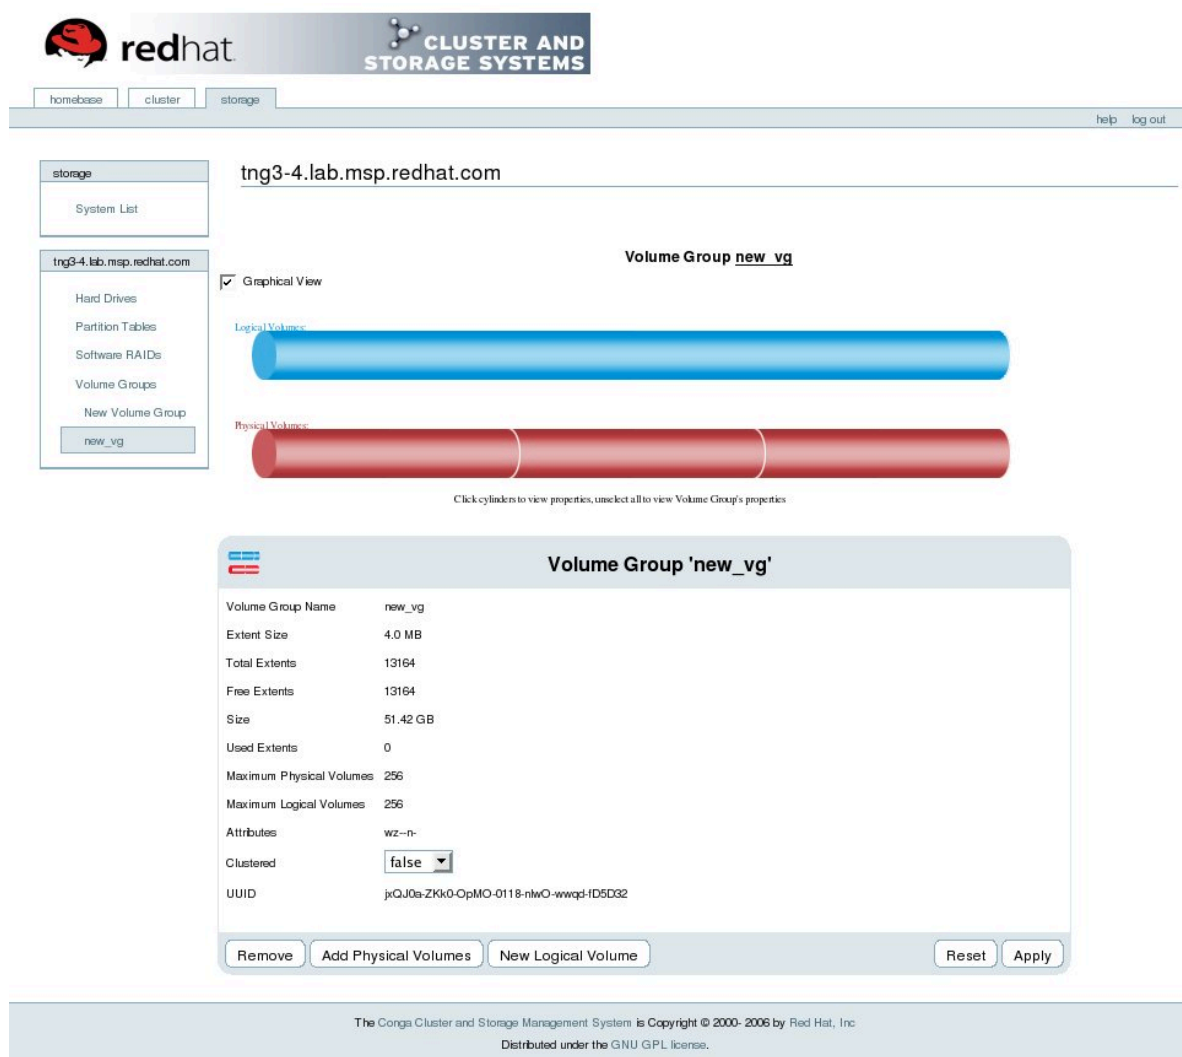 redhat.
CLUSTER AND
STORAGE SYSTEMS
homebase cluster storage
help log out
storage
System List
tng3-4.lab.msp.redhat.com
Hard Drives
Partition Tables
Software RAIDs
Volume Groups
New Volume Group
new_vg
tng3-4.lab.msp.redhat.com
Volume Group new_vg
Graphical View
Logical Volumes:
Physical Volumes:
Click cylinders to view properties, unselect all to view Volume Group's properties
Volume Group 'new_vg'
Volume Group Name new_vg
Extent Size 4.0 MB
Total Extents 13164
Free Extents 13164
Size 51.42 GB
Used Extents 0
Maximum Physical Volumes 256
Maximum Logical Volumes 256
Attributes wz--n-
Clustered false
UUID jxQJ0a-ZKk0-OpMO-0118-nlwO-wwqd-fD5D32
Remove Add Physical Volumes New Logical Volume Reset Apply
The Conga Cluster and Storage Management System is Copyright © 2000- 2006 by Red Hat, Inc
Distributed under the GNU GPL license.